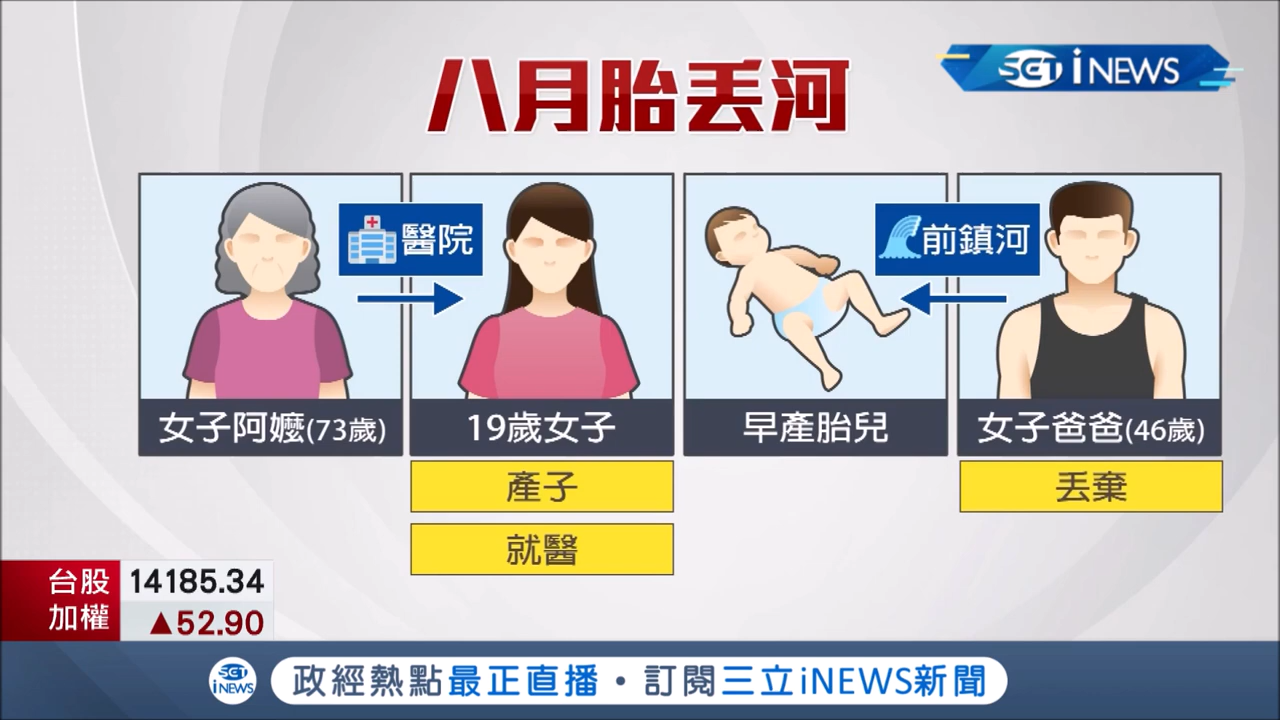 八月胎丟河
SET iNEWS
醫院
前鎮河
女子阿嬤(73歲)
19歲女子
早產胎兒
女子爸爸(46歲)
產子
丟棄
就醫
台股
加權
14185.34
▲52.90
SET
iNEWS
政經熱點最正直播・訂閱三立iNEWS新聞